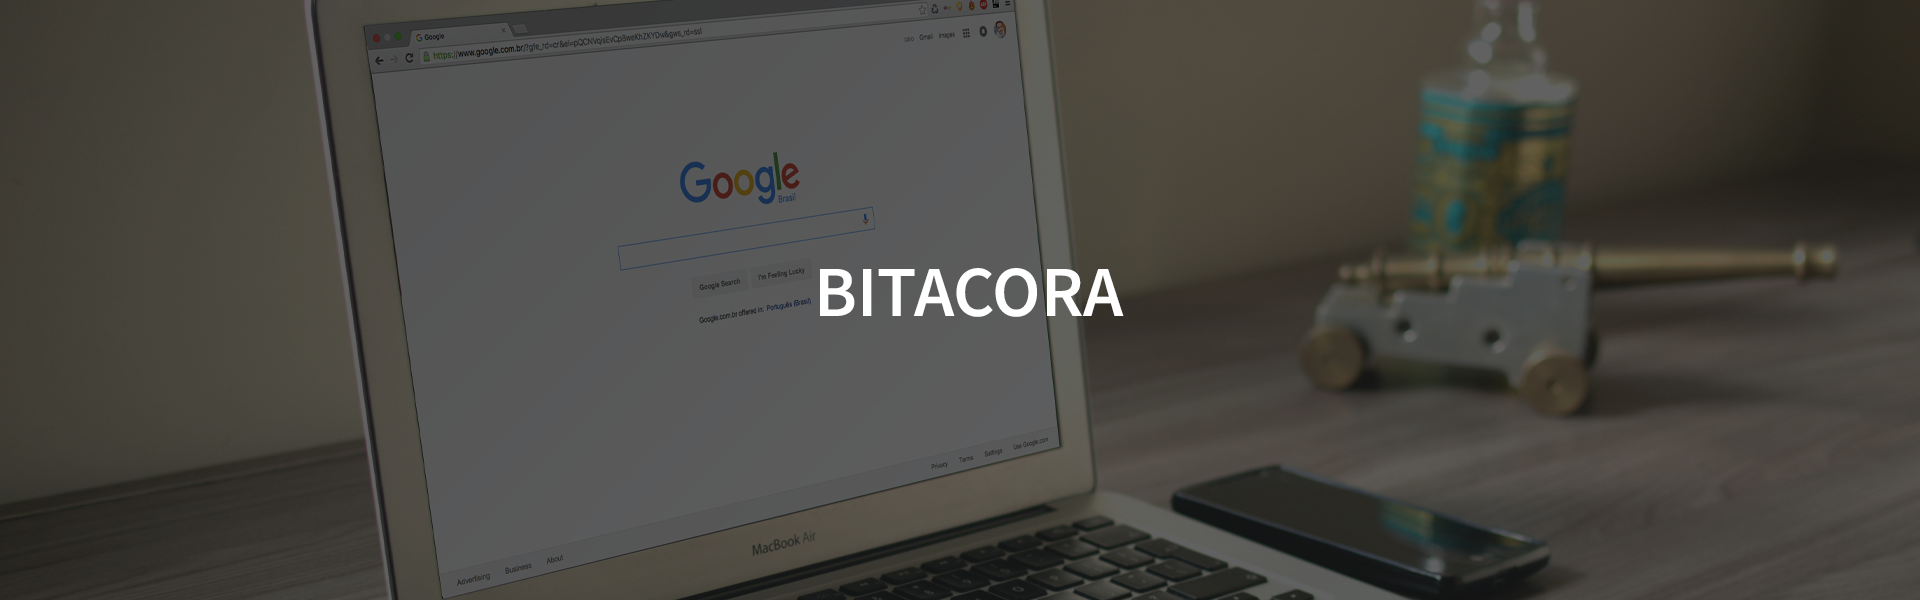 Google
https://www.google.com.br/?gfe_rd=cr&ei=pQCNVojsEvCp8weKhZXYDw&gws_rd=ssl
Gmail Images
Google
Brasil
Google Search I'm Feeling Lucky
Google.com.br offered in: Português (Brasil)
BITACORA
Privacy Terms Settings Use Google.com
Advertising Business About
MacBook Air